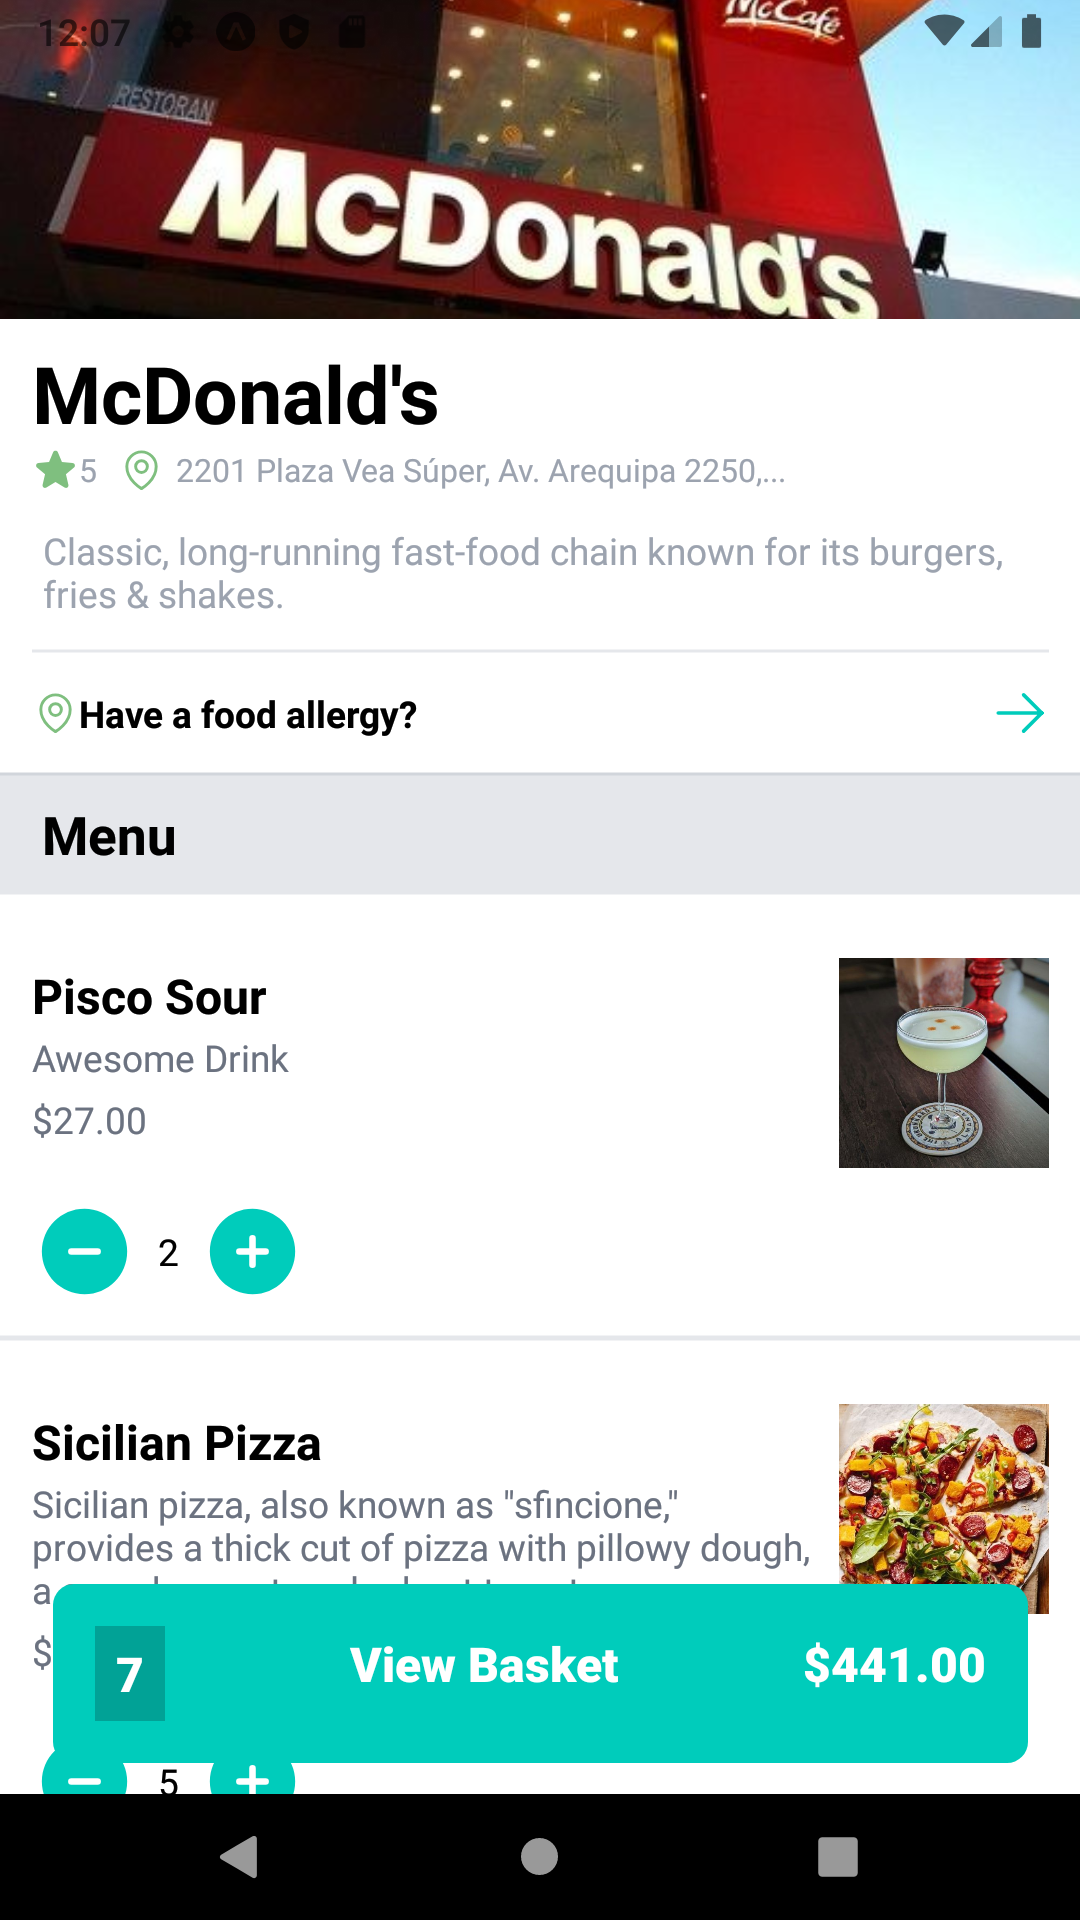 12:07
McCafé
RESTORAN
McDonald's
McDonald's
5 2201 Plaza Vea Súper, Av. Arequipa 2250,...
Classic, long-running fast-food chain known for its burgers,
fries & shakes.
Have a food allergy?
Menu
Pisco Sour
Awesome Drink
$27.00
2
Sicilian Pizza
Sicilian pizza, also known as "sfincione,"
provides a thick cut of pizza with pillowy dough,
a
$
7 View Basket $441.00
5